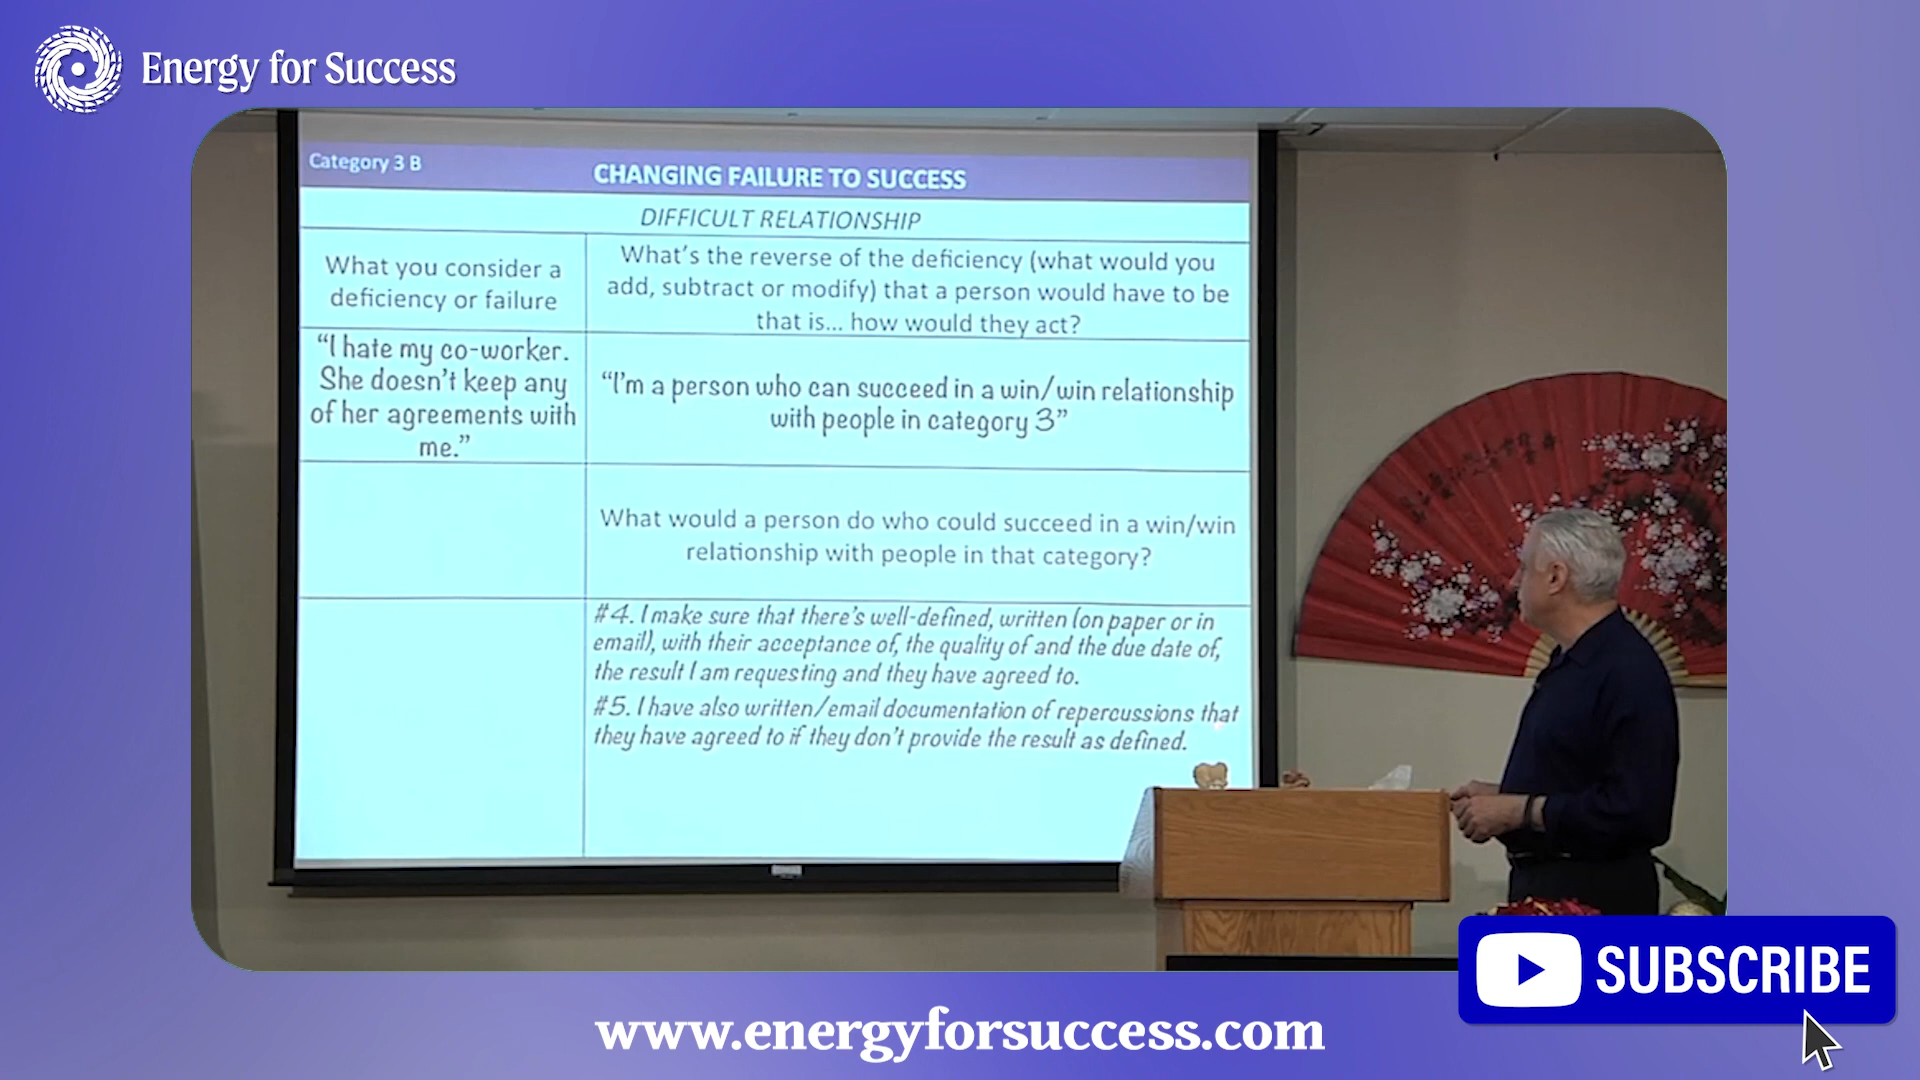 Energy for Success
Category 3 B
CHANGING FAILURE TO SUCCESS
DIFFICULT RELATIONSHIP
What you consider a
deficiency or failure
What's the reverse of the deficiency (what would you
add, subtract or modify) that a person would have to be
that is... how would they act?
"I hate my co-worker.
She doesn't keep any
of her agreements with
me."
"I'm a person who can succeed in a win/win relationship
with people in category 3"
What would a person do who could succeed in a win/win
relationship with people in that category?
#4. I make sure that there's well-defined, written (on paper or in
email), with their acceptance of, the quality of and the due date of,
the result I am requesting and they have agreed to.
#5. I have also written/email documentation of repercussions that
they have agreed to if they don't provide the result as defined.
SUBSCRIBE
www.energyforsuccess.com